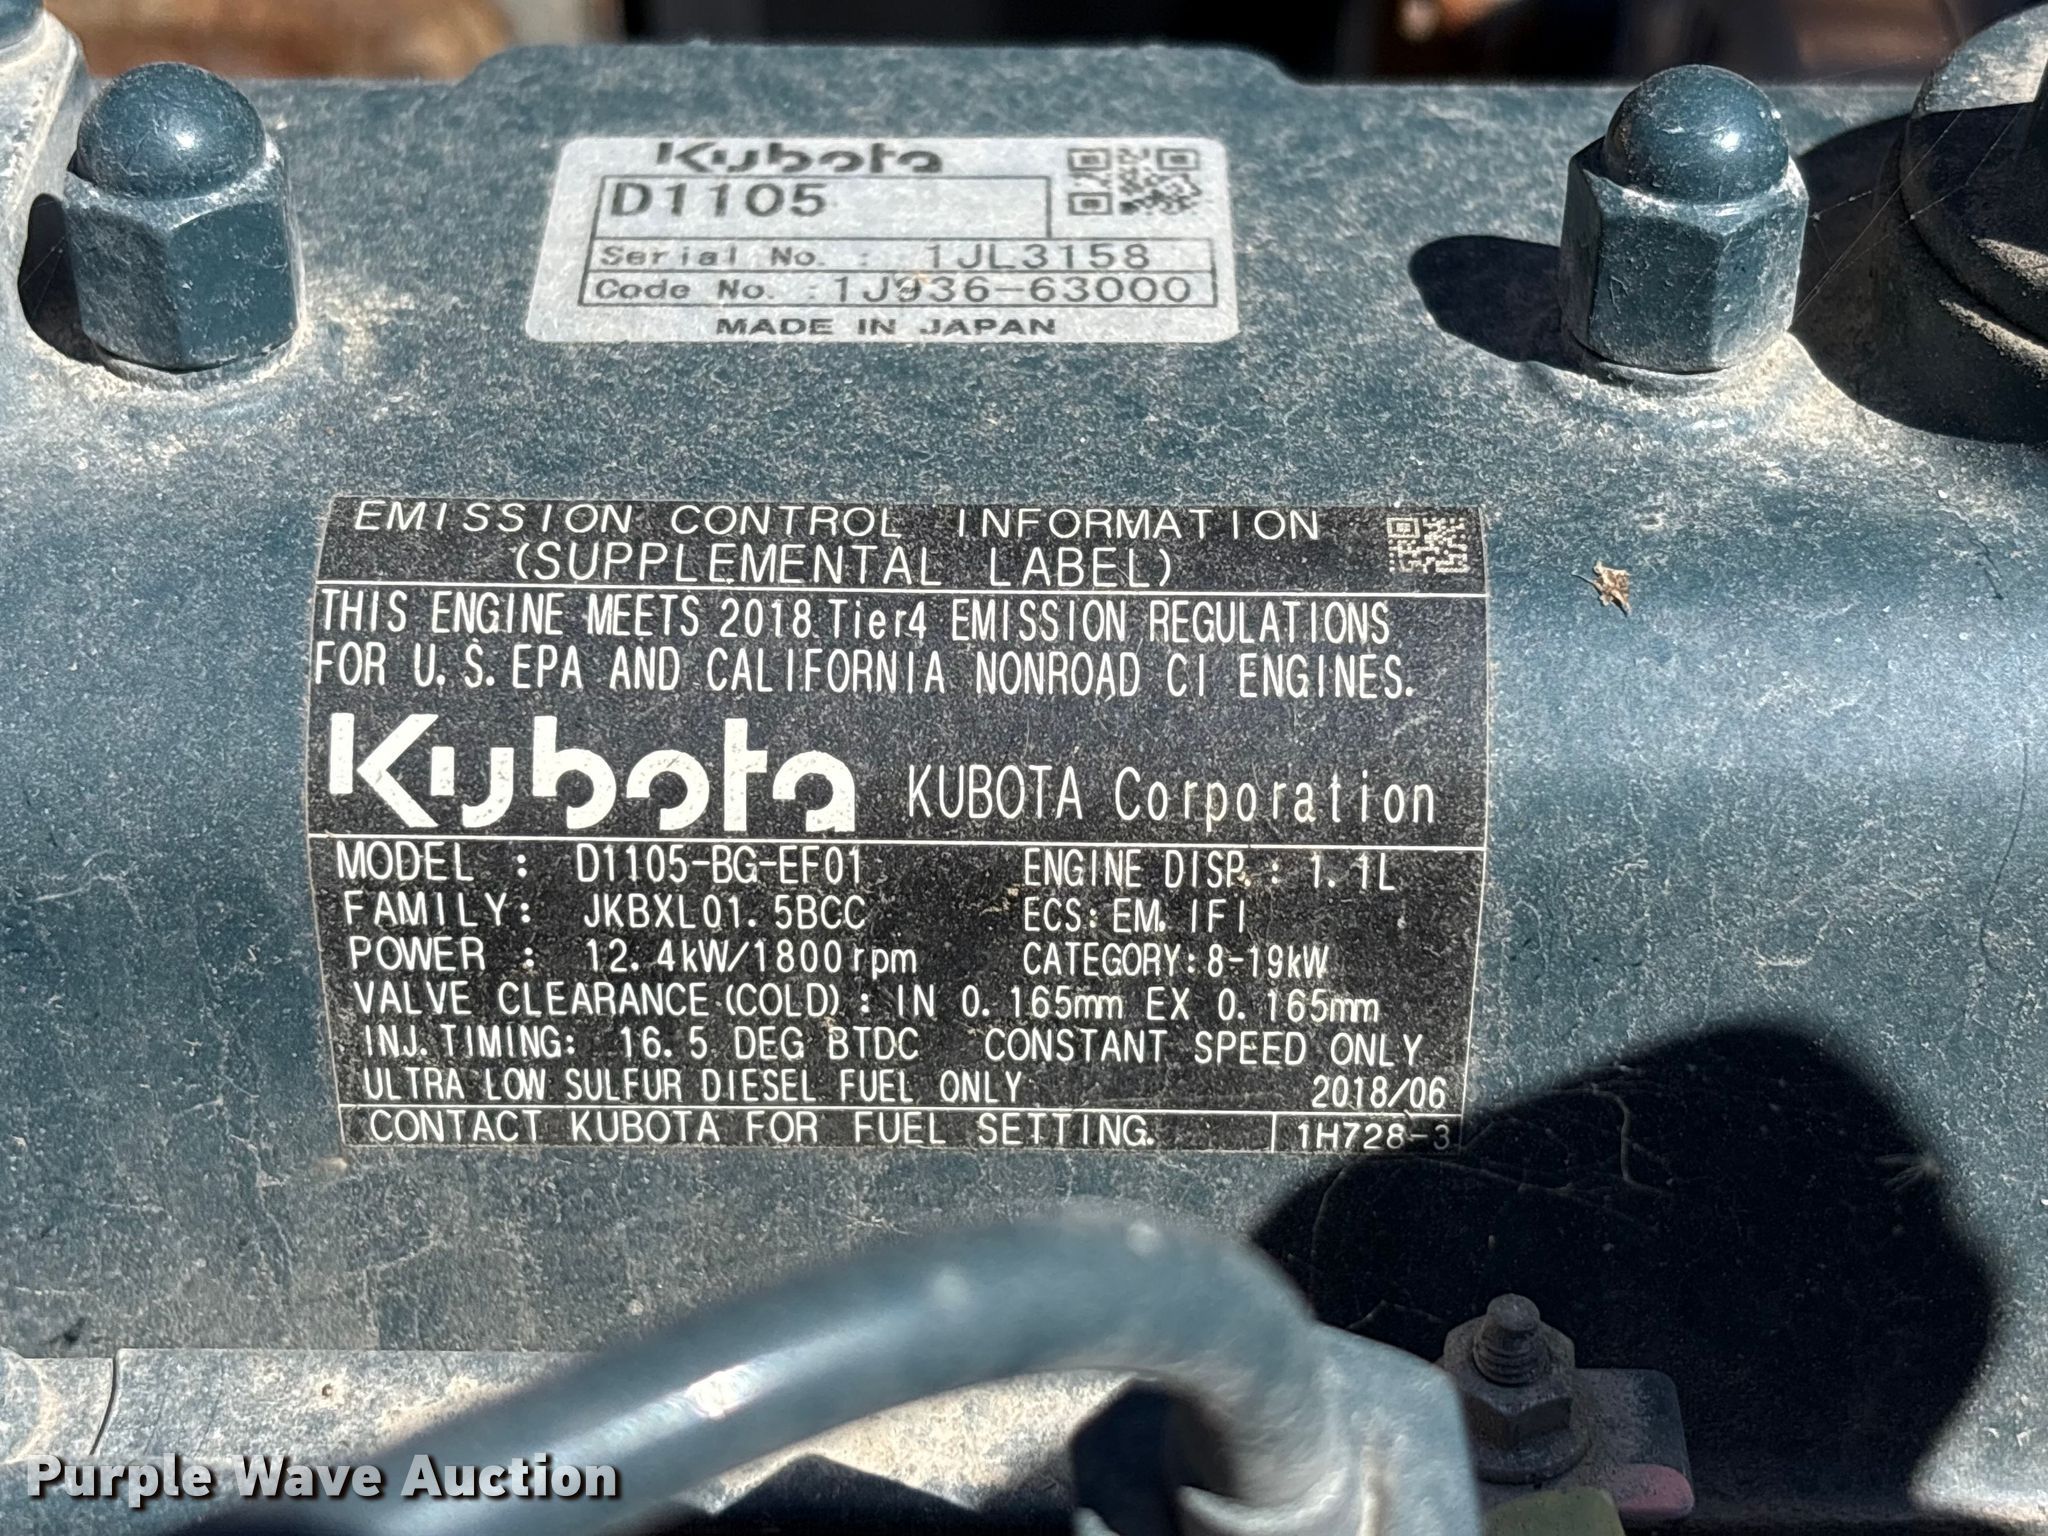 Kubota
D1105
Serial No. : 1JL3158
Code No. : 1J936-63000
MADE IN JAPAN
EMISSION CONTROL INFORMATION
(SUPPLEMENTAL LABEL)
THIS ENGINE MEETS 2018 Tier4 EMISSION REGULATIONS
FOR U.S. EPA AND CALIFORNIA NONROAD CI ENGINES.
Kubota KUBOTA Corporation
MODEL : D1105-BG-EF01 ENGINE DISP. : 1.1L
FAMILY: JKBXL01.5BCC ECS: EM, IFI
POWER : 12.4kW/1800rpm CATEGORY: 8-19kW
VALVE CLEARANCE (COLD) : IN 0.165mm EX 0.165mm
INJ. TIMING: 16.5 DEG BTDC CONSTANT SPEED ONLY
ULTRA LOW SULFUR DIESEL FUEL ONLY 2018/06
CONTACT KUBOTA FOR FUEL SETTING. 1H728-3
Purple Wave Auction